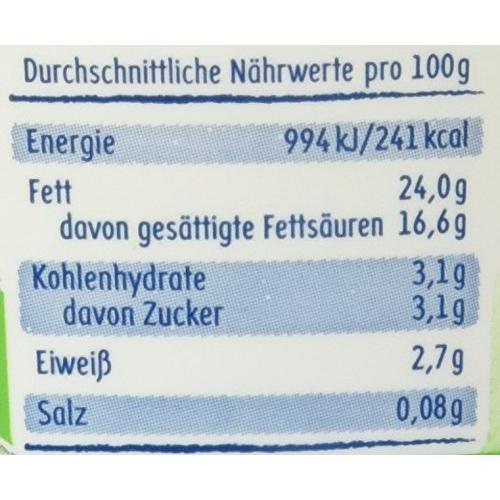 Durchschnittliche Nährwerte pro 100g
Energie 994 kJ/241 kcal
Fett 24,0g
davon gesättigte Fettsäuren 16,6g
Kohlenhydrate 3,1g
davon Zucker 3,1g
Eiweiß 2,7g
Salz 0,08g